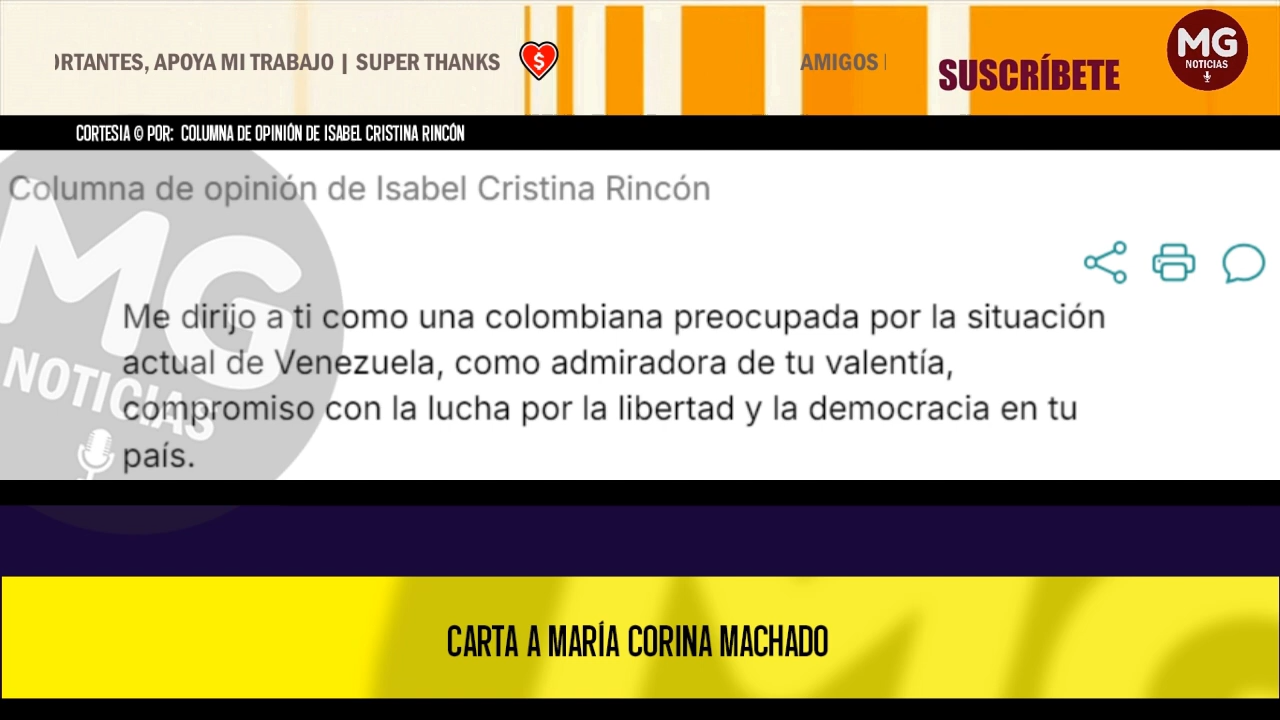 ORTANTES, APOYA MI TRABAJO | SUPER THANKS
AMIGOS |
SUSCRÍBETE
MG
NOTICIAS
CORTESIA © POR: COLUMNA DE OPINIÓN DE ISABEL CRISTINA RINCÓN
Columna de opinión de Isabel Cristina Rincón
MG
NOTICIAS
Me dirijo a ti como una colombiana preocupada por la situación
actual de Venezuela, como admiradora de tu valentía,
compromiso con la lucha por la libertad y la democracia en tu
país.
CARTA A MARÍA CORINA MACHADO